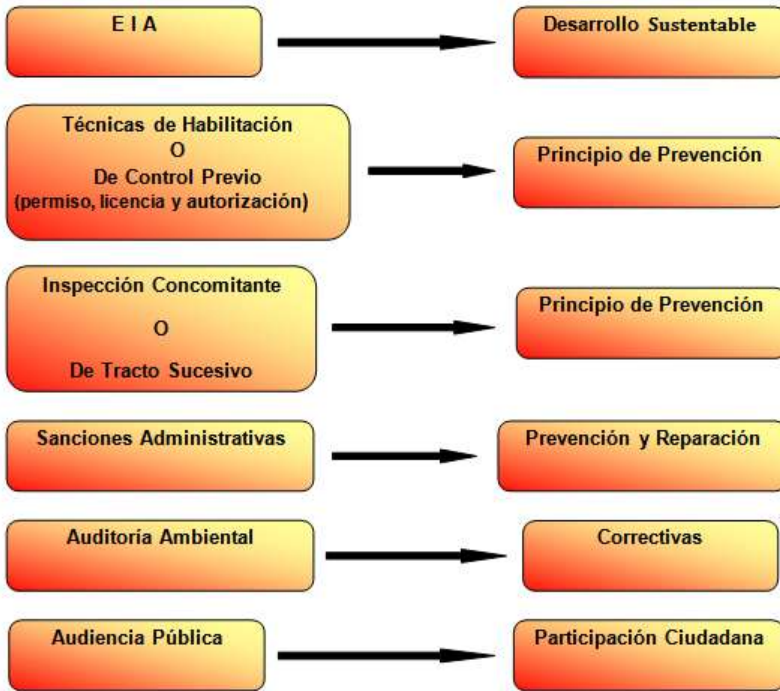 E I A
Desarrollo Sustentable
Técnicas de Habilitación
O
De Control Previo
(permiso, licencia y autorización)
Principio de Prevención
Inspección Concomitante
O
De Tracto Sucesivo
Principio de Prevención
Sanciones Administrativas
Prevención y Reparación
Auditoría Ambiental
Correctivas
Audiencia Pública
Participación Ciudadana